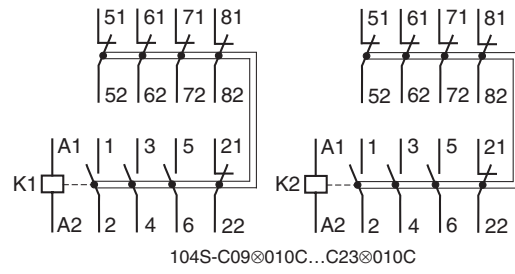 51 61 71 81 51 61 71 81
52 62 72 82 52 62 72 82
A1 1 3 5 21 A1 1 3 5 21
K1 K2
A2 2 4 6 22 A2 2 4 6 22
104S-C09⊗010C...C23⊗010C